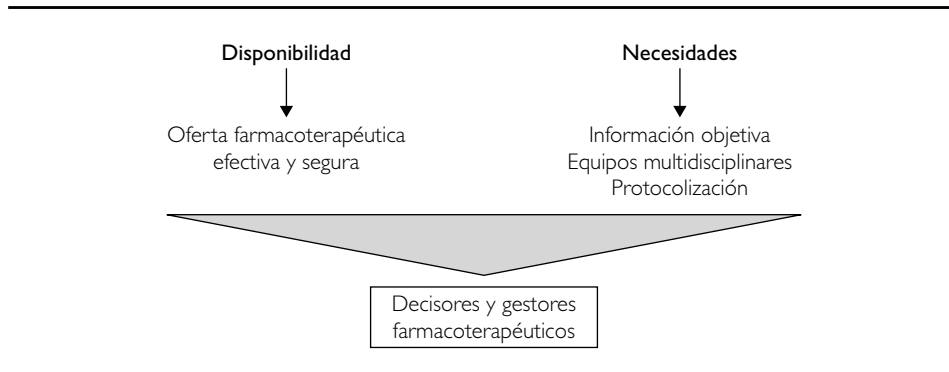 Disponibilidad
Oferta farmacoterapéutica
efectiva y segura
Necesidades
Información objetiva
Equipos multidisciplinares
Protocolización
Decisores y gestores
farmacoterapéuticos